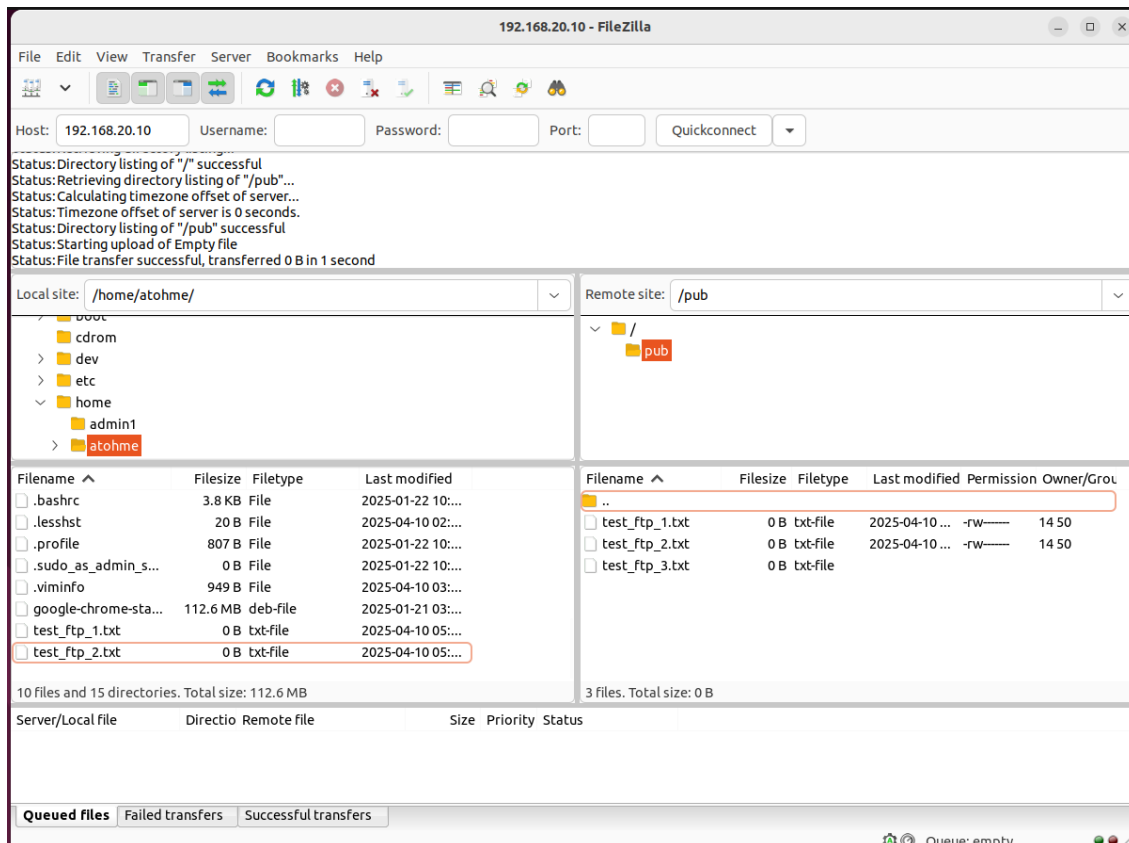 192.168.20.10 - FileZilla
File Edit View Transfer Server Bookmarks Help
Host: 192.168.20.10 Username: Password: Port: Quickconnect
Status: Directory listing of "/" successful
Status: Retrieving directory listing of "/pub"...
Status: Calculating timezone offset of server...
Status: Timezone offset of server is 0 seconds.
Status: Directory listing of "/pub" successful
Status: Starting upload of Empty file
Status: File transfer successful, transferred 0 B in 1 second
Local site: /home/atohme/
boot
cdrom
dev
etc
home
admin1
atohme
Filename Filesize Filetype Last modified
.bashrc 3.8 KB File 2025-01-22 10:...
.lesshst 20 B File 2025-04-10 02:...
.profile 807 B File 2025-01-22 10:...
.sudo_as_admin_s... 0 B File 2025-01-22 10:...
.viminfo 949 B File 2025-04-10 03:...
google-chrome-sta... 112.6 MB deb-file 2025-01-21 03:...
test_ftp_1.txt 0 B txt-file 2025-04-10 05:...
test_ftp_2.txt 0 B txt-file 2025-04-10 05:...
10 files and 15 directories. Total size: 112.6 MB
Remote site: /pub
/
pub
Filename Filesize Filetype Last modified Permission Owner/Grou
..
test_ftp_1.txt 0 B txt-file 2025-04-10 ... -rw------- 14 50
test_ftp_2.txt 0 B txt-file 2025-04-10 ... -rw------- 14 50
test_ftp_3.txt 0 B txt-file
3 files. Total size: 0 B
Server/Local file Directio Remote file Size Priority Status
Queued files Failed transfers Successful transfers
Queue: empty